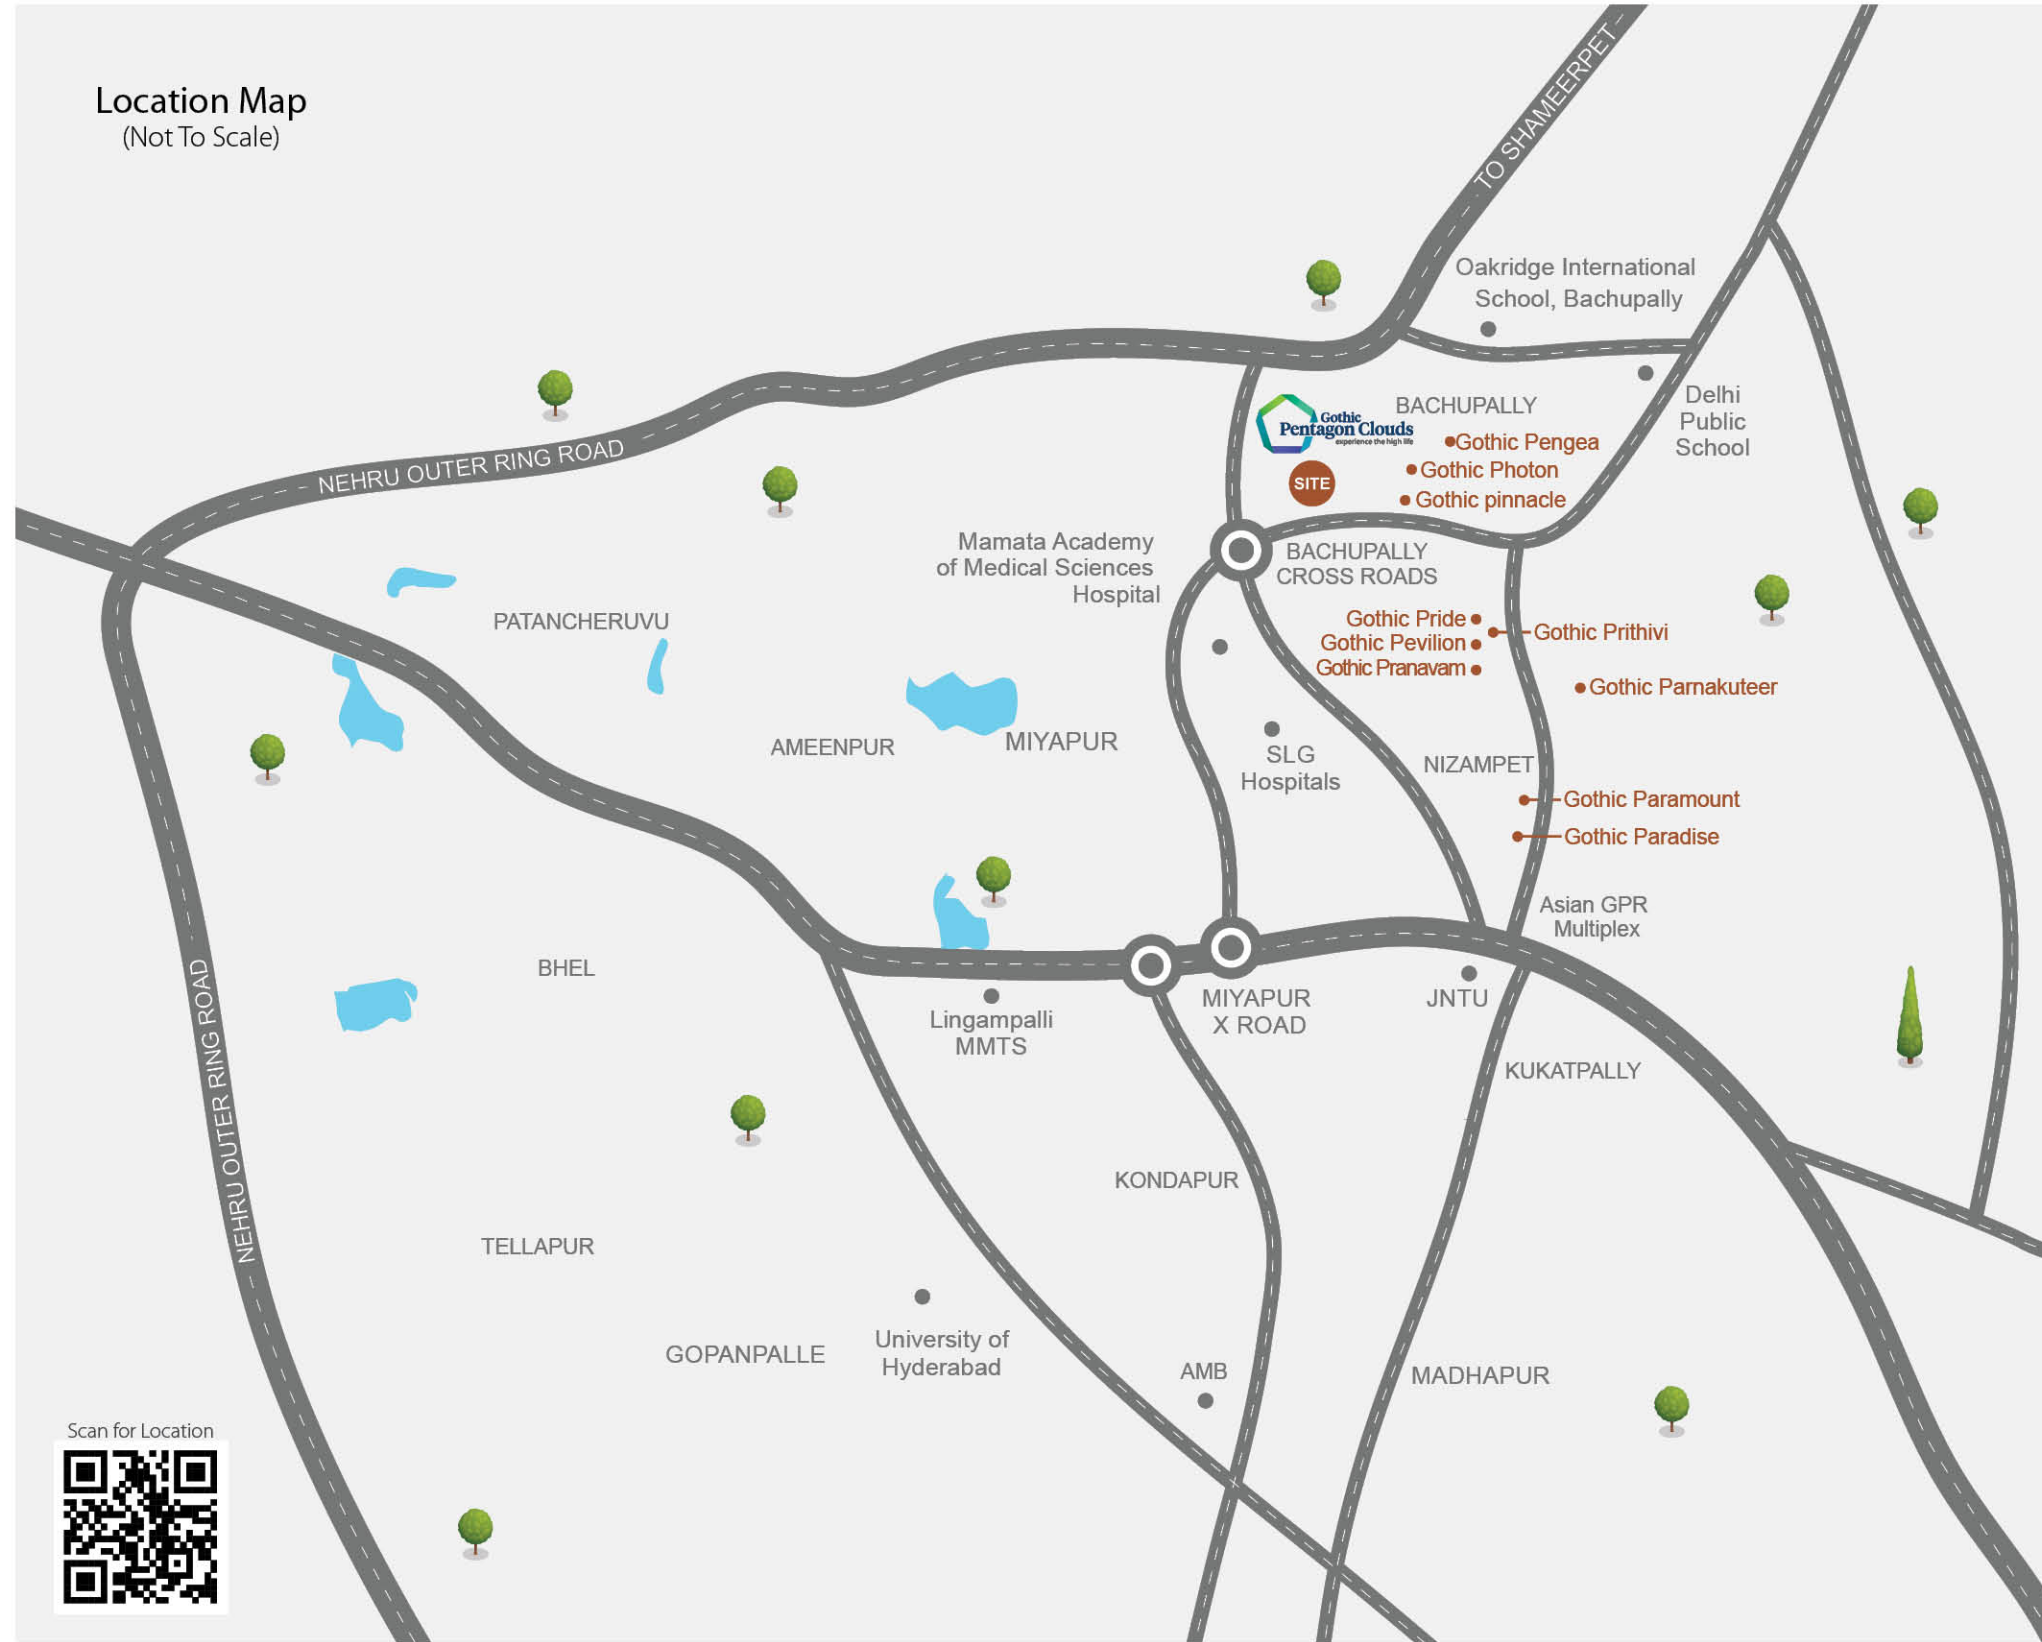 Location Map
(Not To Scale)
TO SHAMEERPET
Oakridge International
School, Bachupally
Delhi
Public
School
BACHUPALLY
Gothic
Pentagon Clouds
experience the high life
SITE
Gothic Pengea
Gothic Photon
Gothic pinnacle
NEHRU OUTER RING ROAD
Mamata Academy
of Medical Sciences
Hospital
BACHUPALLY
CROSS ROADS
Gothic Pride
Gothic Prithivi
Gothic Pevilion
Gothic Pranavam
Gothic Parnakuteer
PATANCHERUVU
AMEENPUR
MIYAPUR
SLG
Hospitals
NIZAMPET
Gothic Paramount
Gothic Paradise
Asian GPR
Multiplex
BHEL
Lingampalli
MMTS
MIYAPUR
X ROAD
JNTU
KUKATPALLY
NEHRU OUTER RING ROAD
KONDAPUR
TELLAPUR
GOPANPALLE
University of
Hyderabad
AMB
MADHAPUR
Scan for Location